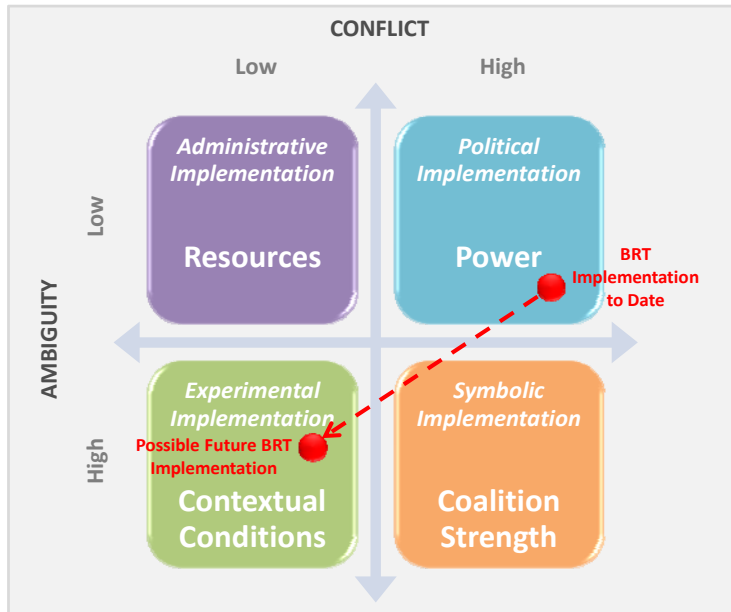 CONFLICT
Low
High
AMBIGUITY
Low
High
Administrative
Implementation
Resources
Political
Implementation
Power
BRT
Implementation
to Date
Experimental
Implementation
Possible Future BRT
Implementation
Contextual
Conditions
Symbolic
Implementation
Coalition
Strength